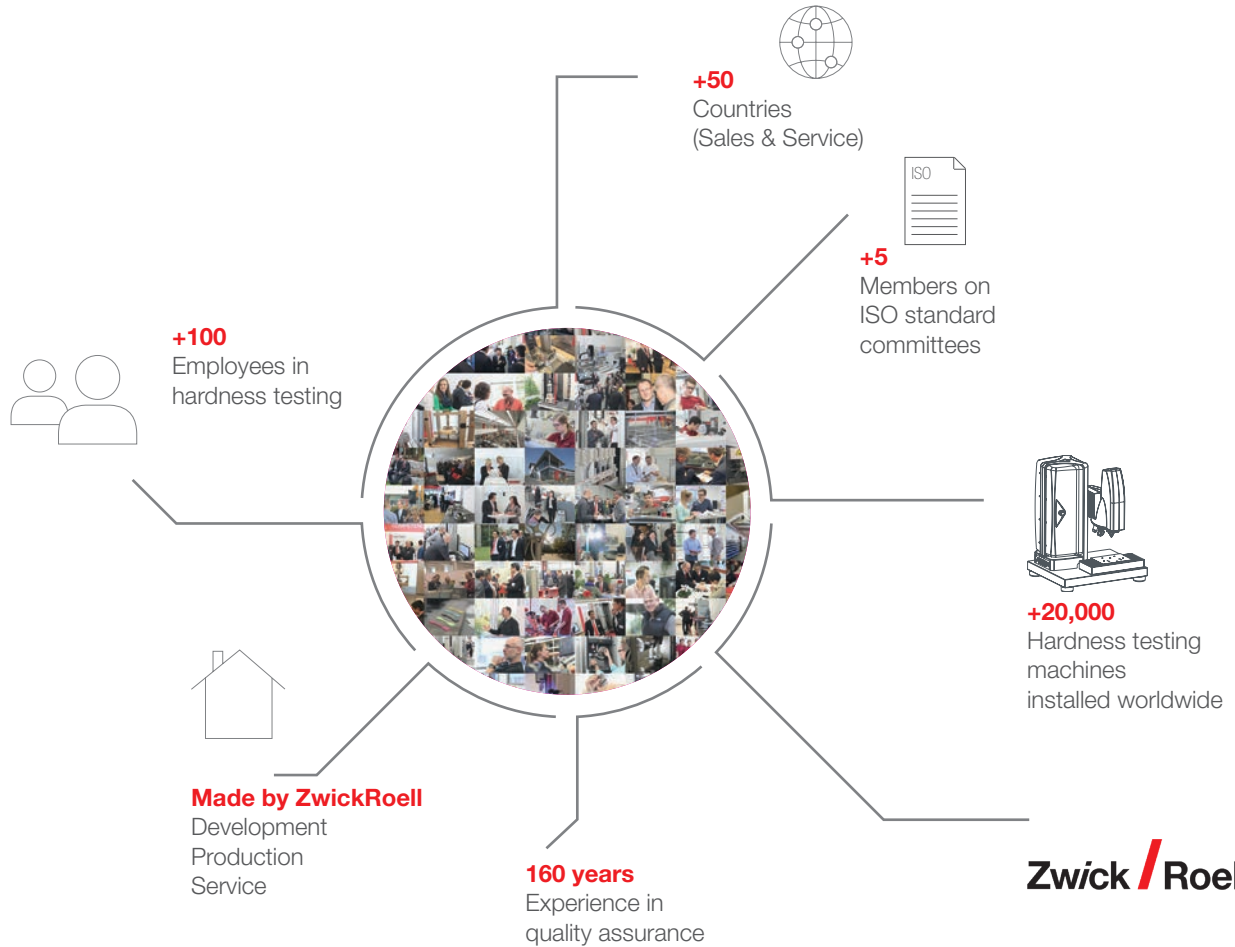 +50
Countries
(Sales & Service)
ISO
+5
Members on
ISO standard
committees
+100
Employees in
hardness testing
+20,000
Hardness testing
machines
installed worldwide
Made by ZwickRoell
Development
Production
Service
160 years
Experience in
quality assurance
Zwick Roel